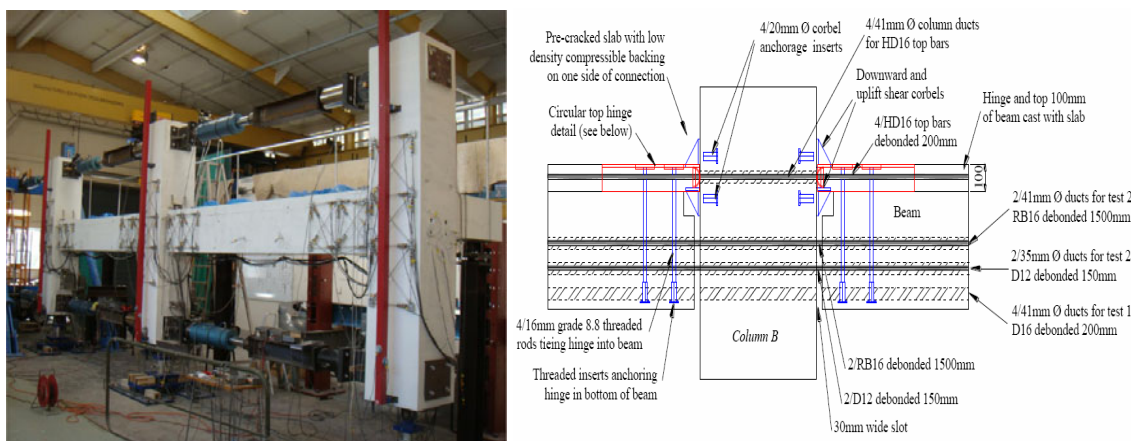 4/20mm Ø corbel
anchorage inserts
4/41mm Ø column ducts
for HD16 top bars
Pre-cracked slab with low
density compressible backing
on one side of connection
Downward and
uplift shear corbels
Circular top hinge
detail (see below)
4/HD16 top bars
debonded 200mm
Hinge and top 100mm
of beam cast with slab
100
Beam
2/41mm Ø ducts for test 2
RB16 debonded 1500mm
2/35mm Ø ducts for test 2
D12 debonded 150mm
4/41mm Ø ducts for test 1
D16 debonded 200mm
4/16mm grade 8.8 threaded
rods tieing hinge into beam
Column B
Threaded inserts anchoring
hinge in bottom of beam
2/RB16 debonded 1500mm
2/D12 debonded 150mm
30mm wide slot